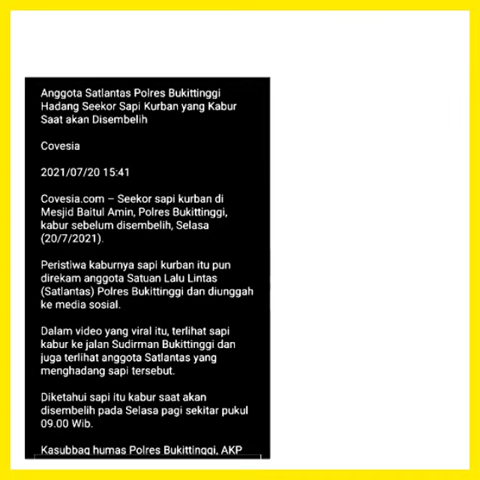 Anggota Satlantas Polres Bukittinggi
Hadang Seekor Sapi Kurban yang Kabur
Saat akan Disembelih
Covesia
2021/07/20 15:41
Covesia.com – Seekor sapi kurban di
Mesjid Baitul Amin, Polres Bukittinggi,
kabur sebelum disembelih, Selasa
(20/7/2021).
Peristiwa kaburnya sapi kurban itu pun
direkam anggota Satuan Lalu Lintas
(Satlantas) Polres Bukittinggi dan diunggah
ke media sosial.
Dalam video yang viral itu, terlihat sapi
kabur ke jalan Sudirman Bukittinggi dan
juga terlihat anggota Satlantas yang
menghadang sapi tersebut.
Diketahui sapi itu kabur saat akan
disembelih pada Selasa pagi sekitar pukul
09.00 Wib.
Kasubbag humas Polres Bukittinggi, AKP